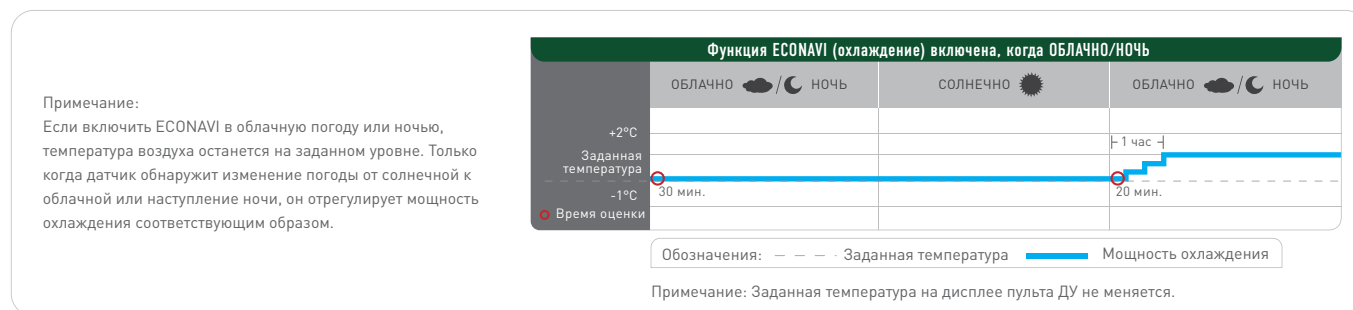 Примечание:
Если включить ECONAVI в облачную погоду или ночью,
температура воздуха останется на заданном уровне. Только
когда датчик обнаружит изменение погоды от солнечной к
облачной или наступление ночи, он отрегулирует мощность
охлаждения соответствующим образом.
Функция ECONAVI (охлаждение) включена, когда ОБЛАЧНО/НОЧЬ
ОБЛАЧНО / НОЧЬ
СОЛНЕЧНО
ОБЛАЧНО / НОЧЬ
+2°C
Заданная
температура
-1°C
Время оценки
30 мин.
1 час
20 мин.
Обозначения: Заданная температура Мощность охлаждения
Примечание: Заданная температура на дисплее пульта ДУ не меняется.